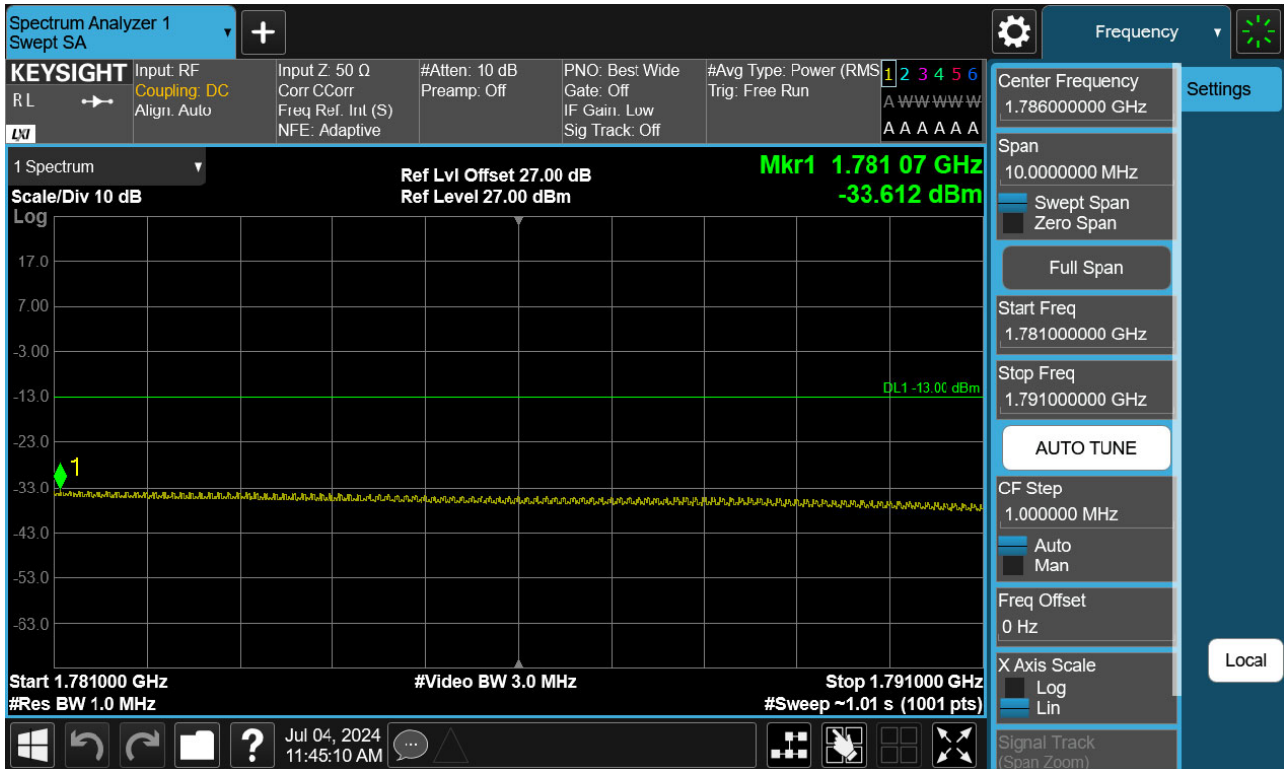 Spectrum Analyzer 1
Swept SA
+
Frequency
KEYSIGHT
R L
LXI
Input: RF
Coupling: DC
Align: Auto
Input Z: 50 Ω
Corr CCorr
Freq Ref: Int (S)
NFE: Adaptive
#Atten: 10 dB
Preamp: Off
PNO: Best Wide
Gate: Off
IF Gain: Low
Sig Track: Off
#Avg Type: Power (RMS
Trig: Free Run
1 2 3 4 5 6
A W W W W W
A A A A A A
1 Spectrum
Scale/Div 10 dB
Log
Ref Lvl Offset 27.00 dB
Ref Level 27.00 dBm
Mkr1 1.781 07 GHz
-33.612 dBm
17.0
7.00
-3.00
-13.0
-23.0
-33.0
-43.0
-53.0
-63.0
DL1 -13.00 dBm
1
Start 1.781000 GHz
#Res BW 1.0 MHz
#Video BW 3.0 MHz
Stop 1.791000 GHz
#Sweep ~1.01 s (1001 pts)
Center Frequency
1.786000000 GHz
Settings
Span
10.0000000 MHz
Swept Span
Zero Span
Full Span
Start Freq
1.781000000 GHz
Stop Freq
1.791000000 GHz
AUTO TUNE
CF Step
1.000000 MHz
Auto
Man
Freq Offset
0 Hz
X Axis Scale
Log
Lin
Local
Signal Track
(Span Zoom)
?
Jul 04, 2024
11:45:10 AM